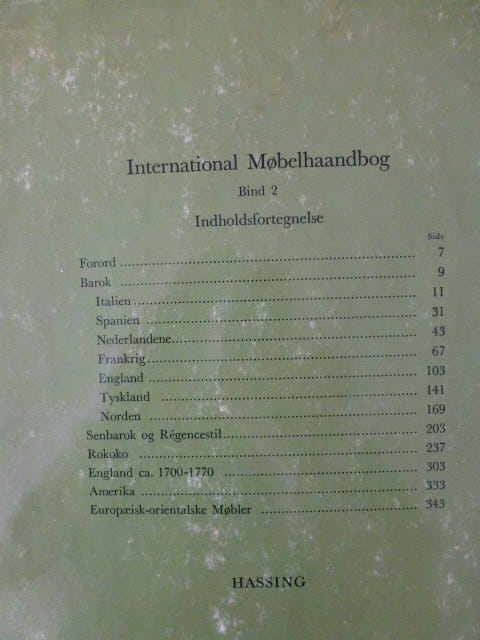 International Møbelhaandbog
Bind 2
Indholdsfortegnelse
Side
Forord ........ 7
Barok ........ 9
Italien ........ 11
Spanien ........ 31
Nederlandene ........ 43
Frankrig ........ 67
England ........ 103
Tyskland ........ 141
Norden ........ 169
Senbarok og Régencestil ........ 203
Rokoko ........ 237
England ca. 1700-1770 ........ 303
Amerika ........ 333
Europæisk-orientalske Møbler ........ 343
HASSING